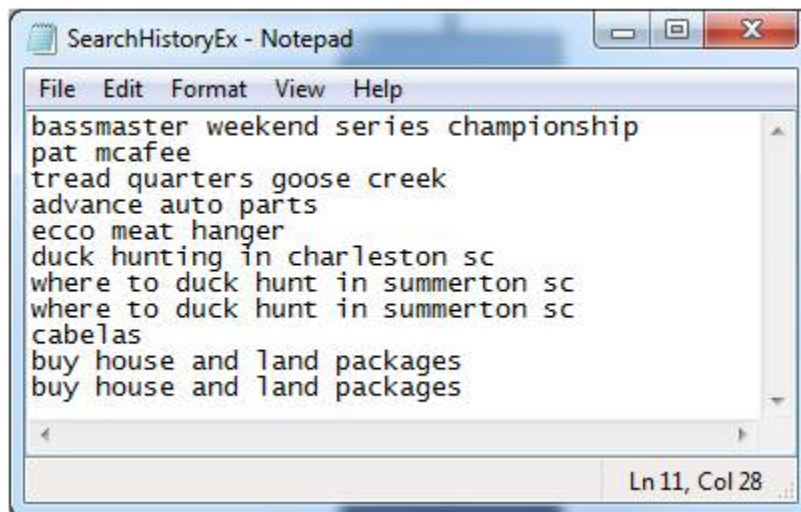 SearchHistoryEx - Notepad
File Edit Format View Help
bassmaster weekend series championship
pat mcafee
tread quarters goose creek
advance auto parts
ecco meat hanger
duck hunting in charleston sc
where to duck hunt in summerton sc
where to duck hunt in summerton sc
cabelas
buy house and land packages
buy house and land packages
Ln 11, Col 28